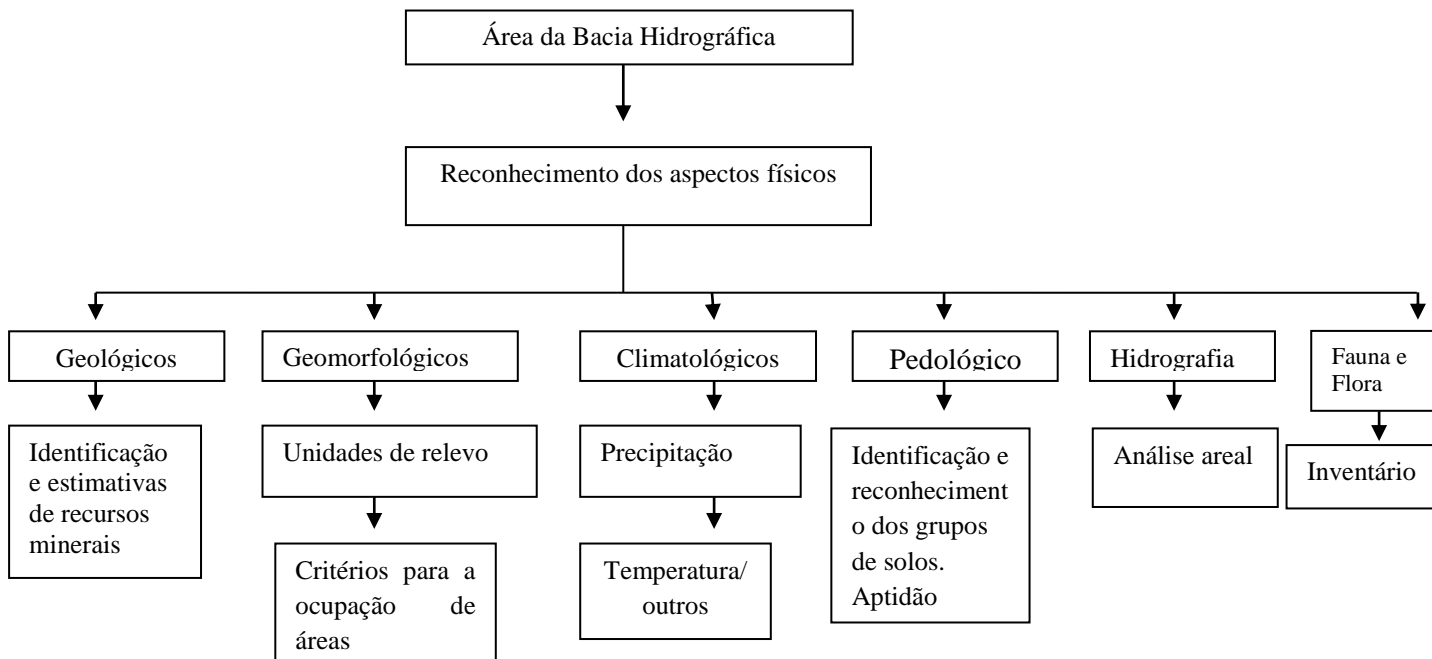 Área da Bacia Hidrográfica
Reconhecimento dos aspectos físicos
Geológicos
Geomorfológicos
Climatológicos
Pedológico
Hidrografia
Fauna e
Flora
Identificação
e estimativas
de recursos
minerais
Unidades de relevo
Precipitação
Identificação e
reconheciment
o dos grupos
de solos.
Aptidão
Análise areal
Inventário
Critérios para a
ocupação de
áreas
Temperatura/
outros